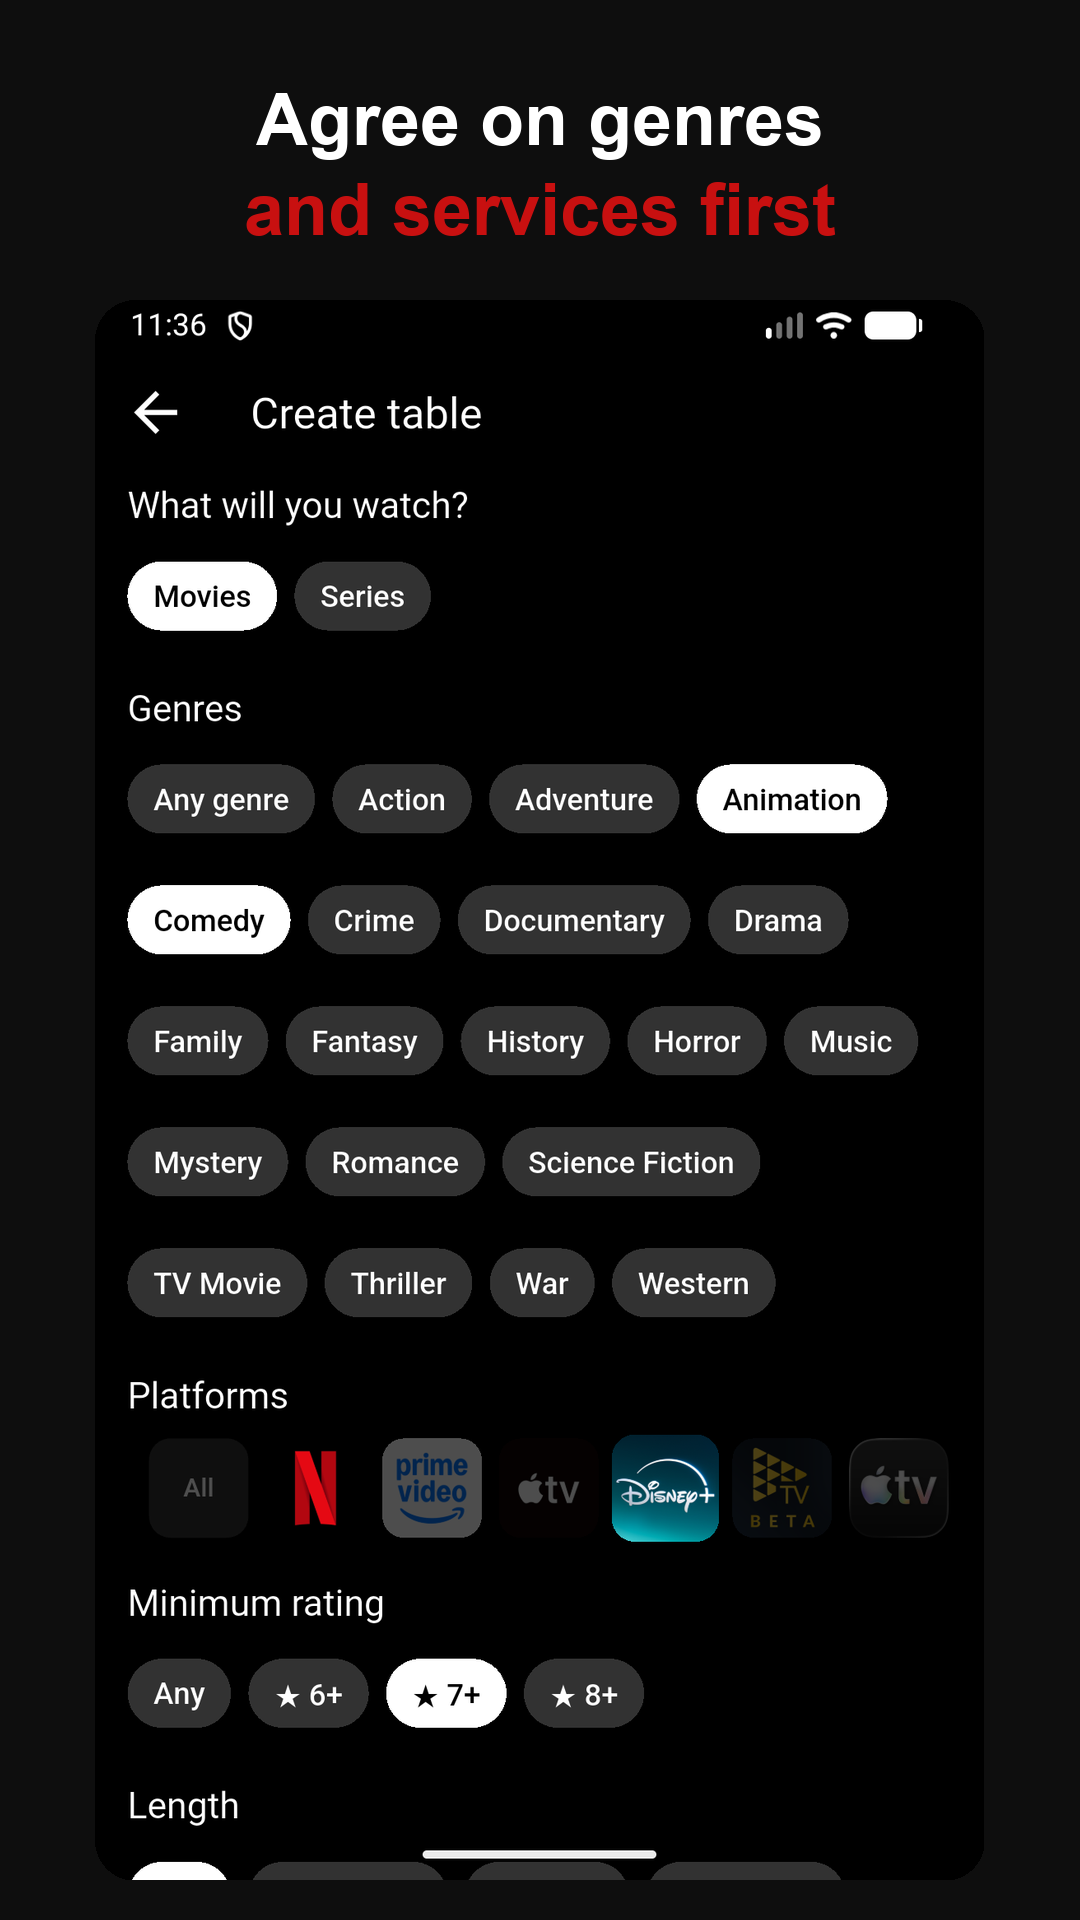 Agree on genres
and services first
11:36
Create table
What will you watch?
Movies Series
Genres
Any genre Action Adventure Animation
Comedy Crime Documentary Drama
Family Fantasy History Horror Music
Mystery Romance Science Fiction
TV Movie Thriller War Western
Platforms
All N prime video tv Disney+ TV BETA tv
Minimum rating
Any ★ 6+ ★ 7+ ★ 8+
Length